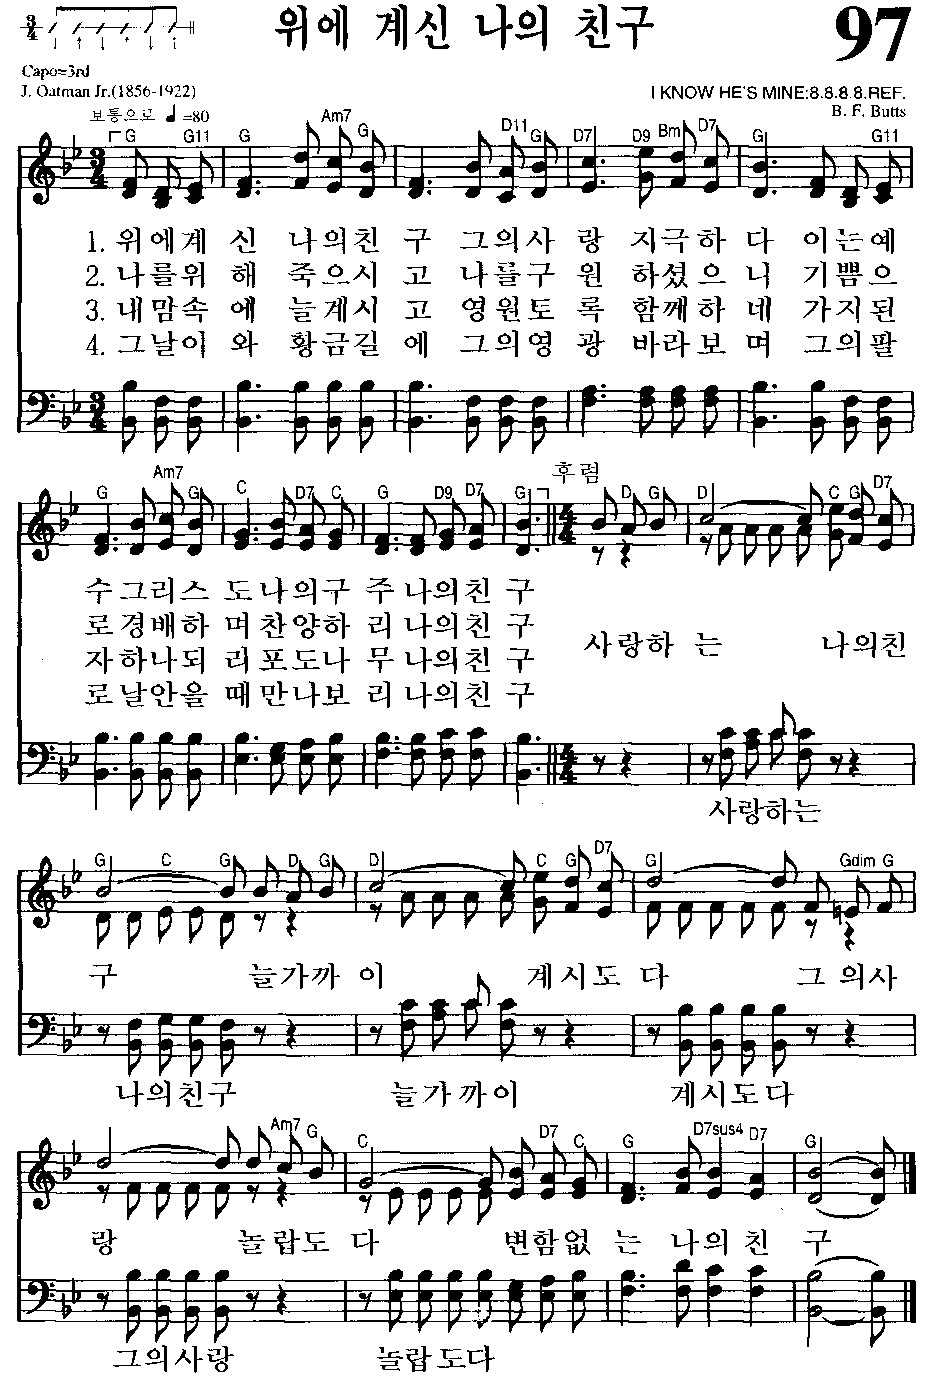 3/4 위에 계신 나의 친구 97
Capo=3rd
J. Oatman Jr.(1856-1922) I KNOW HE'S MINE:8.8.8.8.REF.
보통으로 ♩=80 B. F. Butts
G G11 G Am7 D11 G D7 D9 Bm D7 G G11
1. 위에계 신 나의친 구 그의사 랑 지극하 다 이는예
2. 나를위 해 죽으시 고 나를구 원 하셨으 니 기쁨으
3. 내맘속 에 늘계시 고 영원토 록 함께하 네 가지된
4. 그날이 와 황금길 에 그의영 광 바라보 며 그의팔
후렴
G Am7 G C D7 C G D9 D7 G D G D C G D7
수그리스 도나의구 주나의친 구
로경배하 며찬양하 리나의친 구
사랑하 는 나의친
자하나되 리포도나 무나의친 구
로날안을 때만나보 리나의친 구
사랑하는
G C G D G D C G D7 G Gdim G
구 늘가까 이 계시도 다 그 의사
나의친구 늘가까이 계시도다
Am7 G C D7 C G D7sus4 D7 G
랑 놀랍도 다 변함없 는 나의 친 구
그의사랑 놀랍도다